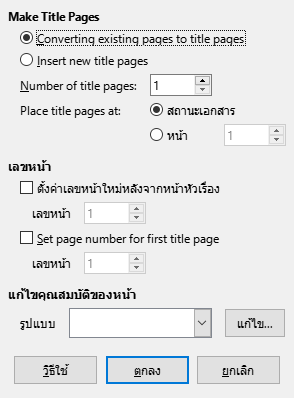 Make Title Pages
Converting existing pages to title pages
Insert new title pages
Number of title pages: 1
Place title pages at: สถานะเอกสาร
หน้า 1
เลขหน้า
ตั้งค่าเลขหน้าใหม่หลังจากหน้าหัวเรื่อง
เลขหน้า 1
Set page number for first title page
เลขหน้า 1
แก้ไขคุณสมบัติของหน้า
รูปแบบ แก้ไข...
วิธีใช้ ตกลง ยกเลิก